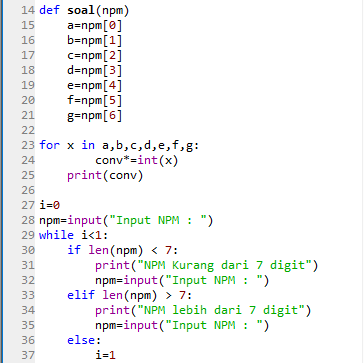 14 def soal(npm)
15     a=npm[0]
16     b=npm[1]
17     c=npm[2]
18     d=npm[3]
19     e=npm[4]
20     f=npm[5]
21     g=npm[6]
22
23 for x in a,b,c,d,e,f,g:
24         conv*=int(x)
25     print(conv)
26
27 i=0
28 npm=input("Input NPM : ")
29 while i<1:
30     if len(npm) < 7:
31         print("NPM Kurang dari 7 digit")
32         npm=input("Input NPM : ")
33     elif len(npm) > 7:
34         print("NPM lebih dari 7 digit")
35         npm=input("Input NPM : ")
36     else:
37         i=1